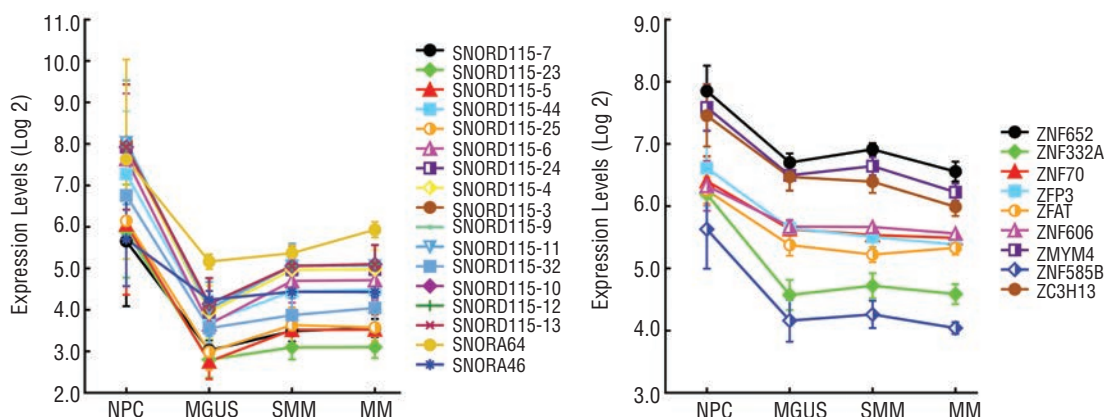 Expression Levels (Log 2)
11.0
10.0
9.0
8.0
7.0
6.0
5.0
4.0
3.0
2.0
NPC
MGUS
SMM
MM
SNORD115-7
SNORD115-23
SNORD115-5
SNORD115-44
SNORD115-25
SNORD115-6
SNORD115-24
SNORD115-4
SNORD115-3
SNORD115-9
SNORD115-11
SNORD115-32
SNORD115-10
SNORD115-12
SNORD115-13
SNORA64
SNORA46
Expression Levels (Log 2)
9.0
8.0
7.0
6.0
5.0
4.0
3.0
NPC
MGUS
SMM
MM
ZNF652
ZNF332A
ZNF70
ZFP3
ZFAT
ZNF606
ZMYM4
ZNF585B
ZC3H13